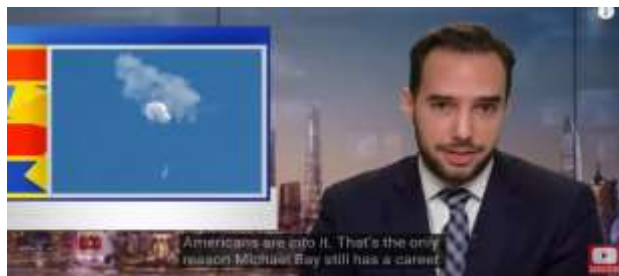 Americans are into it. That's the only
reason Michael Bay still has a career